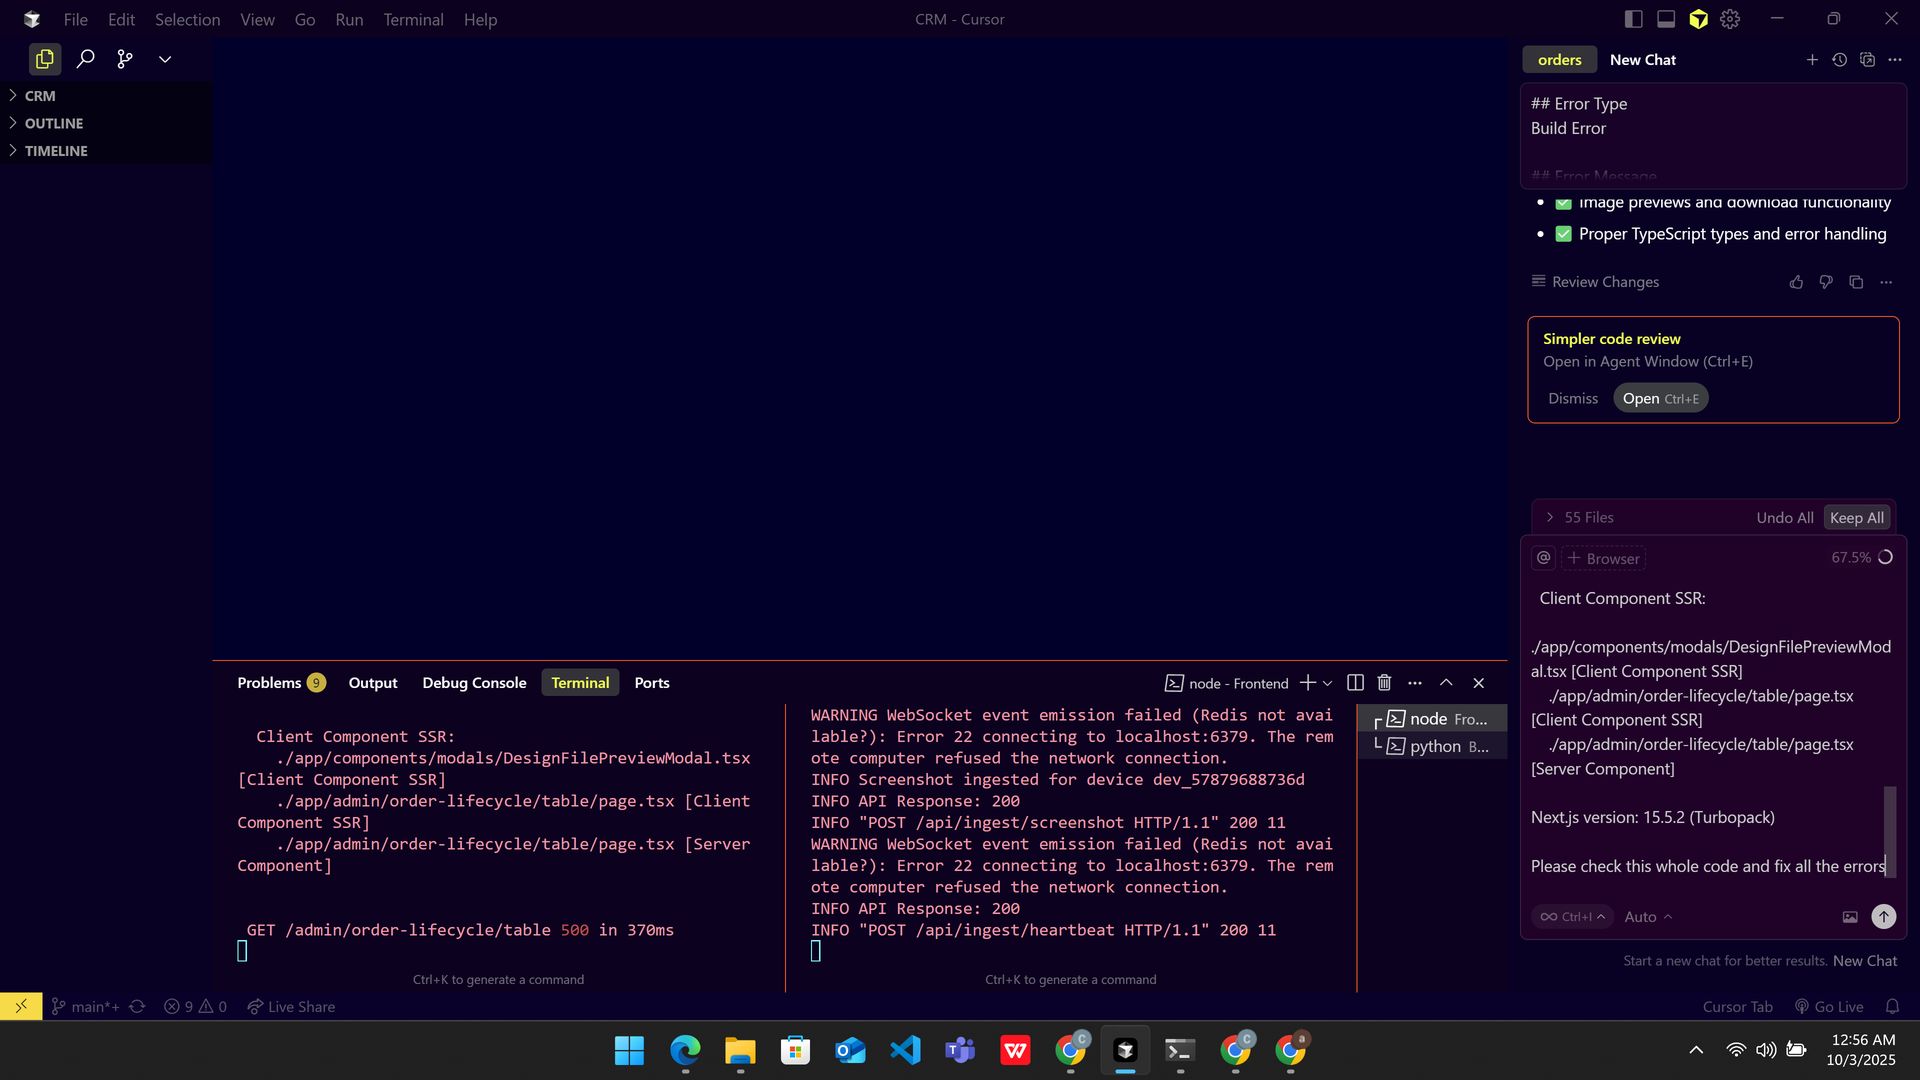 File Edit Selection View Go Run Terminal Help
CRM - Cursor
CRM
OUTLINE
TIMELINE
orders New Chat
## Error Type
Build Error
## Error Message
Image previews and download functionality
Proper TypeScript types and error handling
Review Changes
Simpler code review
Open in Agent Window (Ctrl+E)
Dismiss Open Ctrl+E
55 Files Undo All Keep All
@ + Browser 67.5%
Client Component SSR:
./app/components/modals/DesignFilePreviewMod
al.tsx [Client Component SSR]
./app/admin/order-lifecycle/table/page.tsx
[Client Component SSR]
./app/admin/order-lifecycle/table/page.tsx
[Server Component]
Next.js version: 15.5.2 (Turbopack)
Please check this whole code and fix all the errors
∞ Ctrl+I Auto
Start a new chat for better results. New Chat
Problems 9 Output Debug Console Terminal Ports
node - Frontend
Client Component SSR:
./app/components/modals/DesignFilePreviewModal.tsx
[Client Component SSR]
./app/admin/order-lifecycle/table/page.tsx [Client
Component SSR]
./app/admin/order-lifecycle/table/page.tsx [Server
Component]
GET /admin/order-lifecycle/table 500 in 370ms
Ctrl+K to generate a command
WARNING WebSocket event emission failed (Redis not avai
lable?): Error 22 connecting to localhost:6379. The rem
ote computer refused the network connection.
INFO Screenshot ingested for device dev_57879688736d
INFO API Response: 200
INFO "POST /api/ingest/screenshot HTTP/1.1" 200 11
WARNING WebSocket event emission failed (Redis not avai
lable?): Error 22 connecting to localhost:6379. The rem
ote computer refused the network connection.
INFO API Response: 200
INFO "POST /api/ingest/heartbeat HTTP/1.1" 200 11
Ctrl+K to generate a command
node Fro...
python B...
main*+ 9 0 Live Share
Cursor Tab Go Live
C C a
12:56 AM
10/3/2025